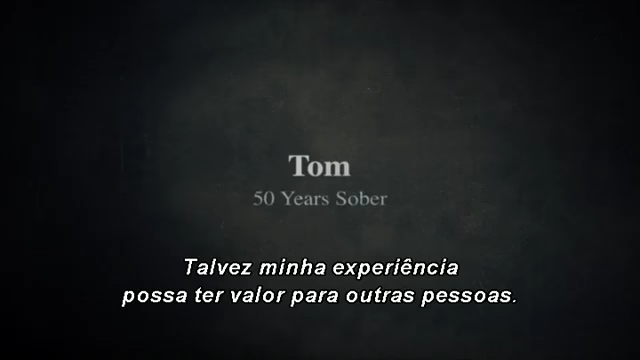 Tom
50 Years Sober
Talvez minha experiência
possa ter valor para outras pessoas.